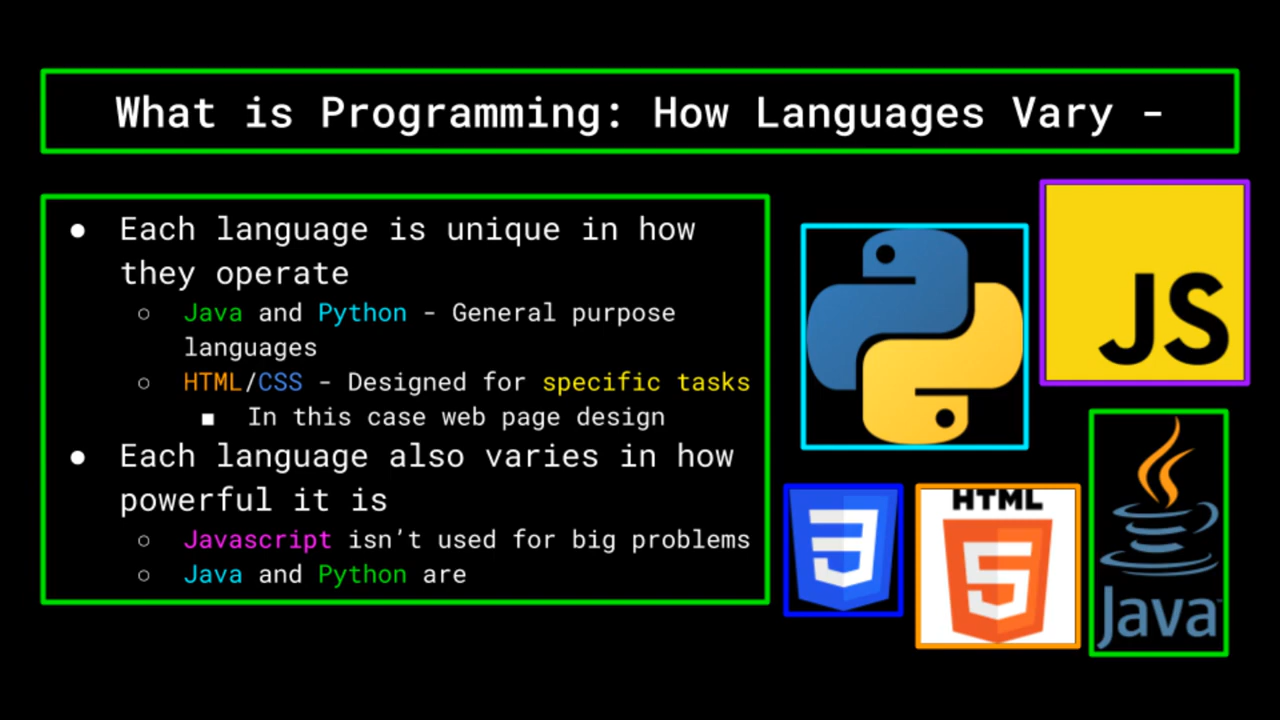 What is Programming: How Languages Vary -
● Each language is unique in how
they operate
○ Java and Python - General purpose
languages
○ HTML/CSS - Designed for specific tasks
■ In this case web page design
● Each language also varies in how
powerful it is
○ Javascript isn’t used for big problems
○ Java and Python are
JS
3
HTML
5
Java